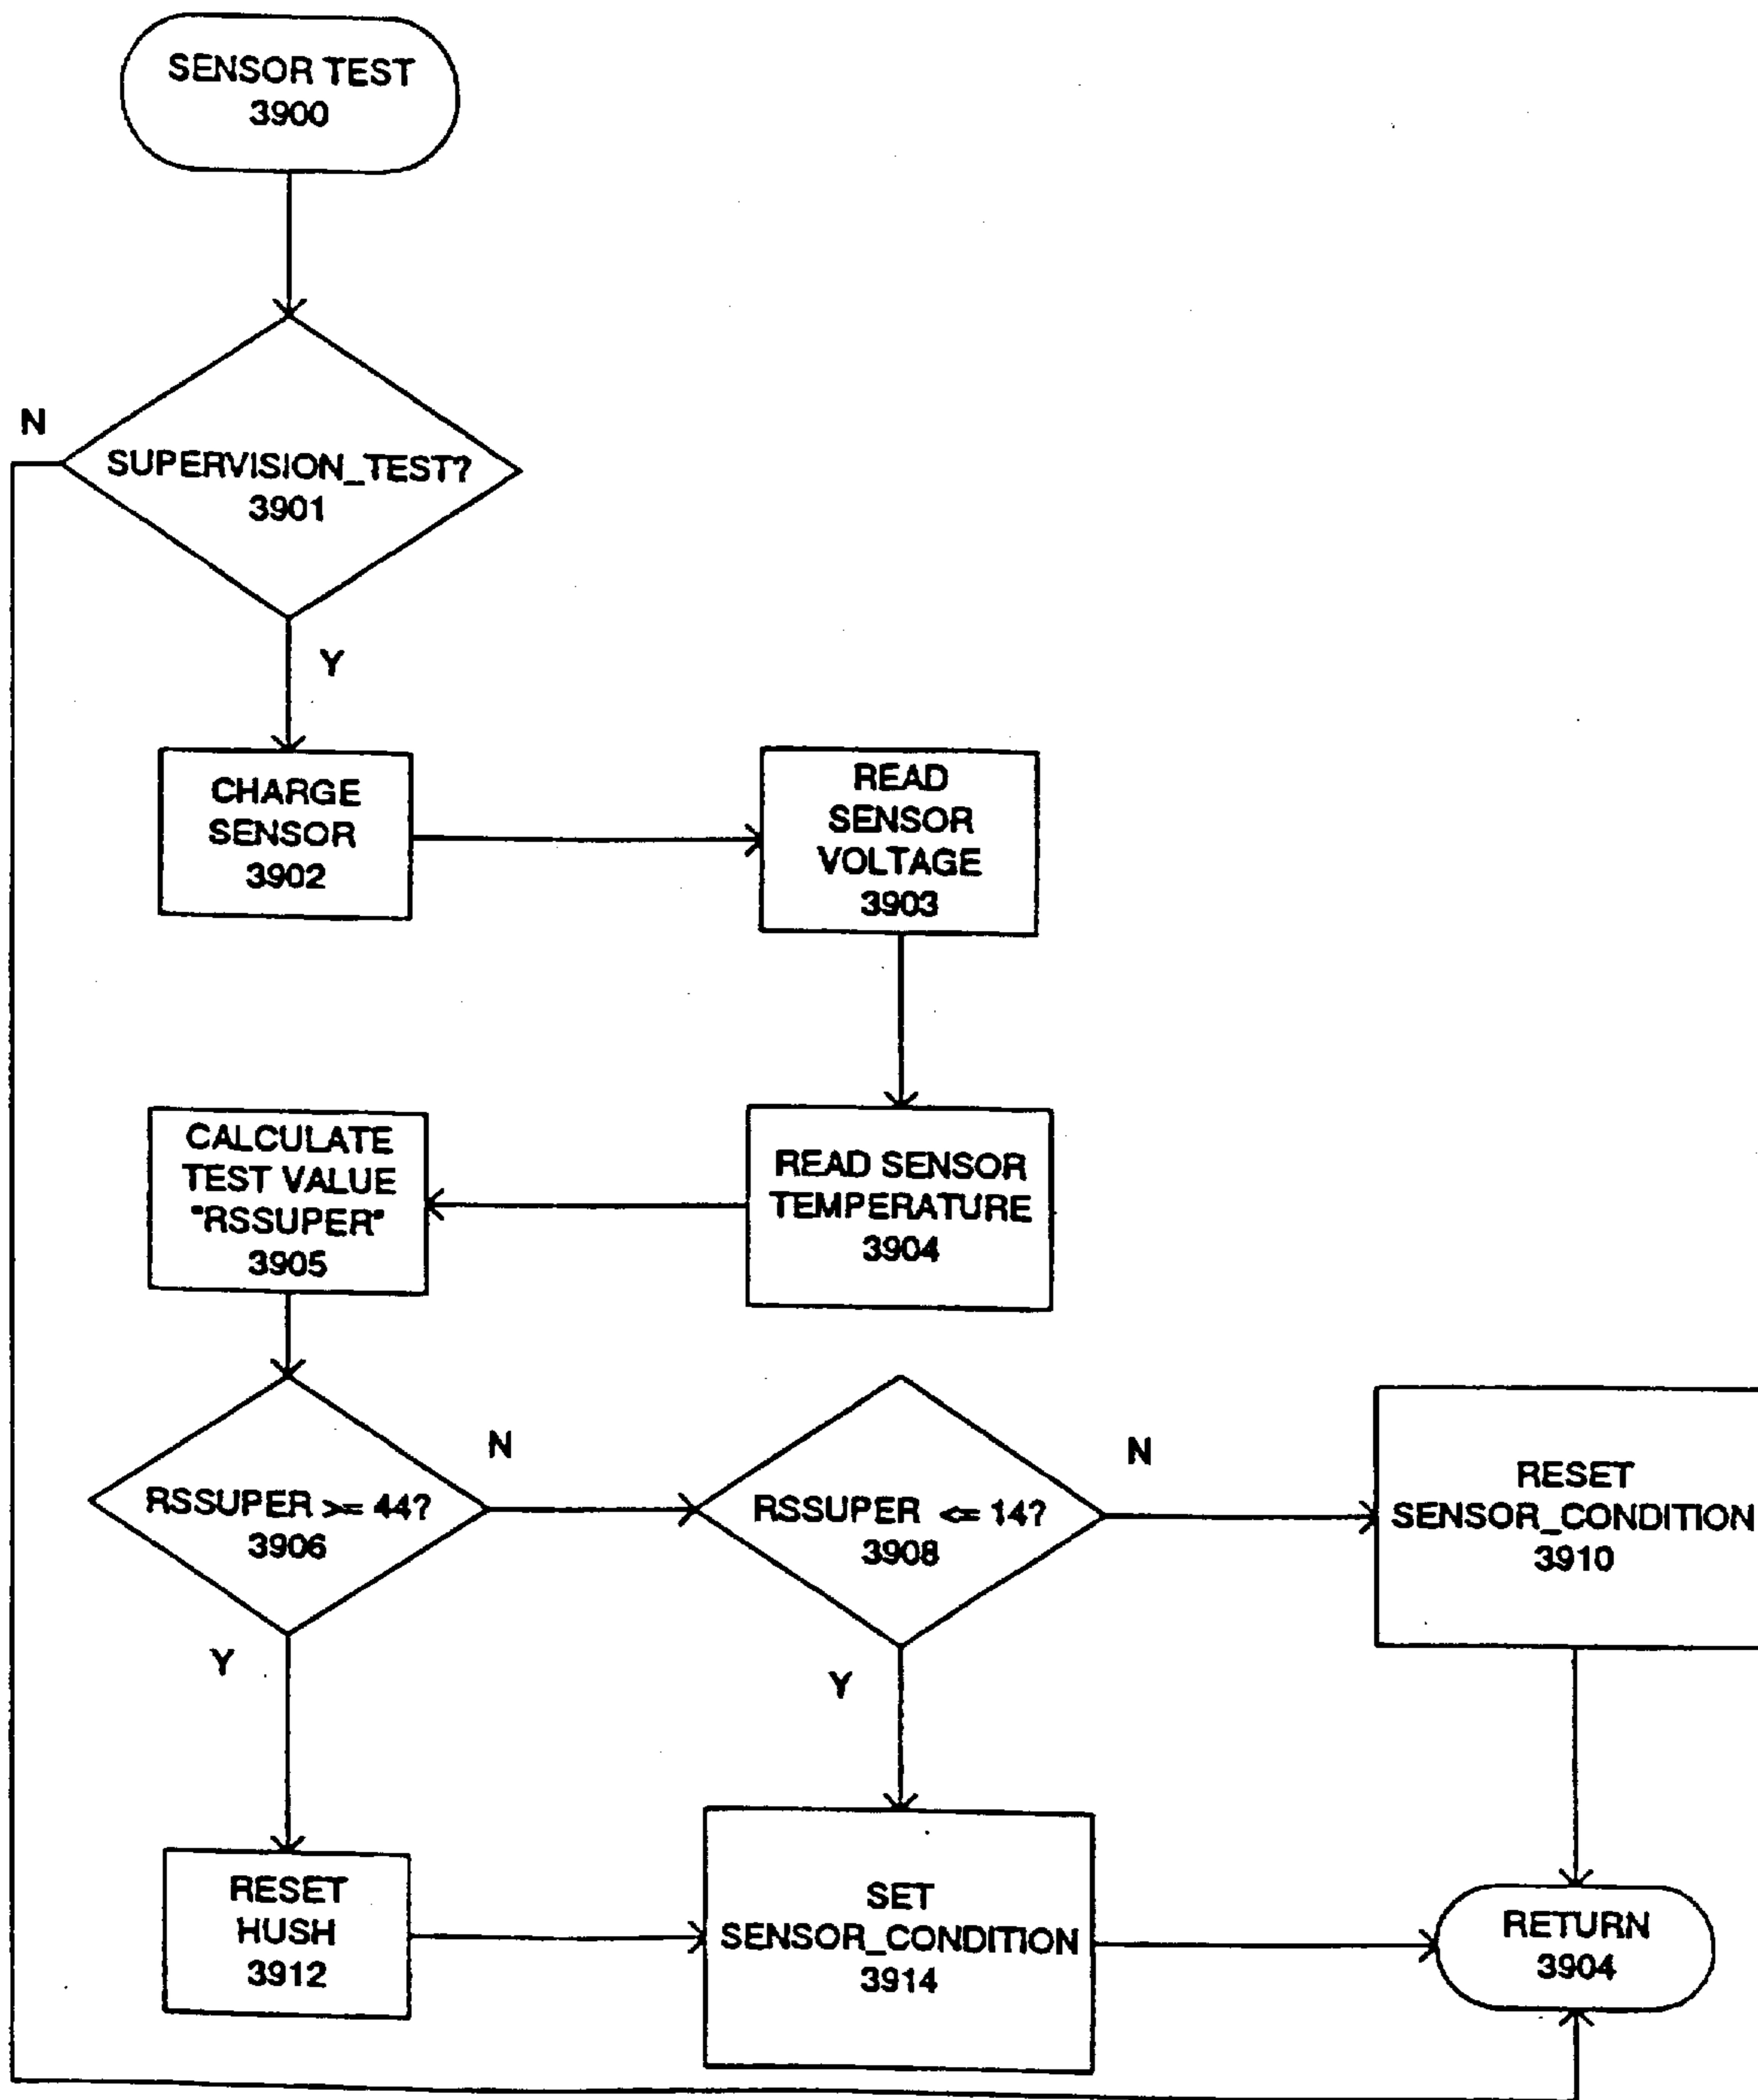 SENSOR TEST
3900
N
SUPERVISION_TEST?
3901
Y
CHARGE
SENSOR
3902
READ
SENSOR
VOLTAGE
3903
CALCULATE
TEST VALUE
"RSSUPER"
3905
READ SENSOR
TEMPERATURE
3904
RSSUPER >= 44?
3906
N
RSSUPER <= 14?
3908
N
RESET
SENSOR_CONDITION
3910
Y
Y
RESET
HUSH
3912
SET
SENSOR_CONDITION
3914
RETURN
3904